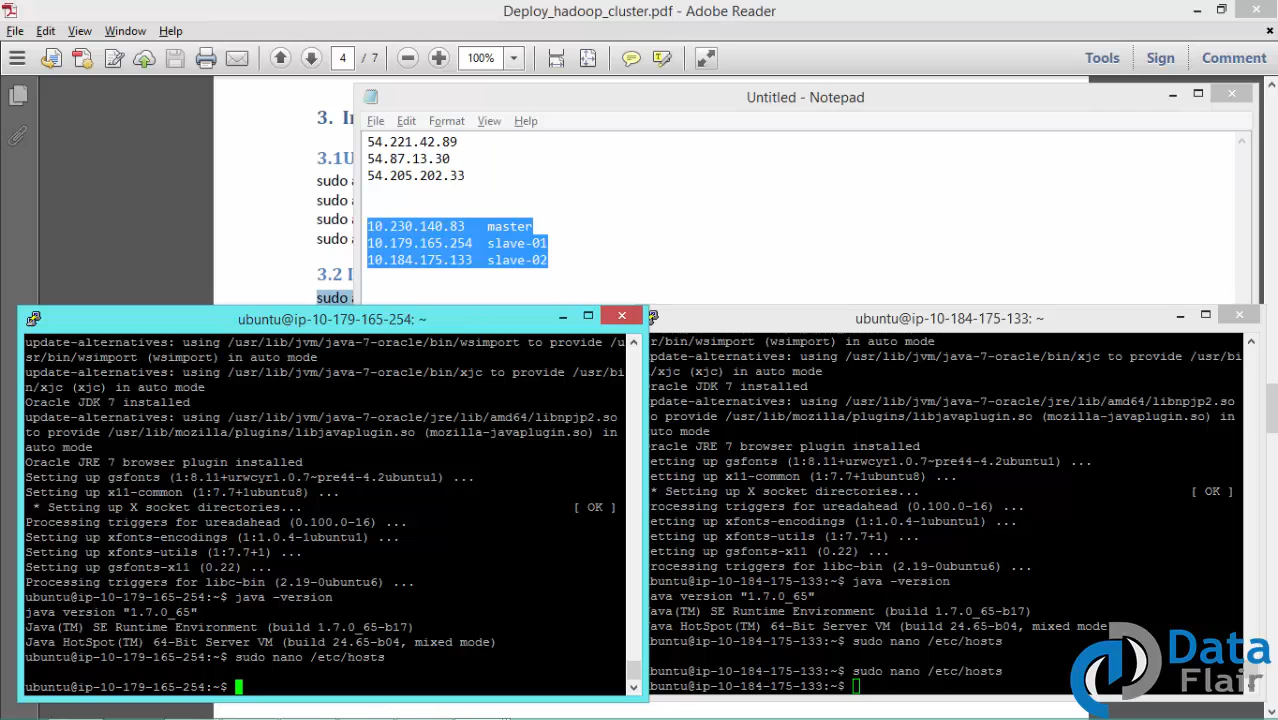 Deploy_hadoop_cluster.pdf - Adobe Reader
File Edit View Window Help
4 / 7 100% Tools Sign Comment
Untitled - Notepad
File Edit Format View Help
3. I
3.1U
sudo a
sudo a
sudo a
sudo a
3.2 I
sudo a
54.221.42.89
54.87.13.30
54.205.202.33
10.230.140.83 master
10.179.165.254 slave-01
10.184.175.133 slave-02
ubuntu@ip-10-179-165-254: ~
update-alternatives: using /usr/lib/jvm/java-7-oracle/bin/wsimport to provide /u
sr/bin/wsimport (wsimport) in auto mode
update-alternatives: using /usr/lib/jvm/java-7-oracle/bin/xjc to provide /usr/bi
n/xjc (xjc) in auto mode
Oracle JDK 7 installed
update-alternatives: using /usr/lib/jvm/java-7-oracle/jre/lib/amd64/libnpjp2.so
to provide /usr/lib/mozilla/plugins/libjavaplugin.so (mozilla-javaplugin.so) in
auto mode
Oracle JRE 7 browser plugin installed
Setting up gsfonts (1:8.11+urwcyr1.0.7~pre44-4.2ubuntu1) ...
Setting up x11-common (1:7.7+1ubuntu8) ...
* Setting up X socket directories... [ OK ]
Processing triggers for ureadahead (0.100.0-16) ...
Setting up xfonts-encodings (1:1.0.4-1ubuntu1) ...
Setting up xfonts-utils (1:7.7+1) ...
Setting up gsfonts-x11 (0.22) ...
Processing triggers for libc-bin (2.19-0ubuntu6) ...
ubuntu@ip-10-179-165-254:~$ java -version
java version "1.7.0_65"
Java(TM) SE Runtime Environment (build 1.7.0_65-b17)
Java HotSpot(TM) 64-Bit Server VM (build 24.65-b04, mixed mode)
ubuntu@ip-10-179-165-254:~$ sudo nano /etc/hosts
ubuntu@ip-10-179-165-254:~$
ubuntu@ip-10-184-175-133: ~
r/bin/wsimport (wsimport) in auto mode
pdate-alternatives: using /usr/lib/jvm/java-7-oracle/bin/xjc to provide /usr/bi
/xjc (xjc) in auto mode
racle JDK 7 installed
pdate-alternatives: using /usr/lib/jvm/java-7-oracle/jre/lib/amd64/libnpjp2.so
o provide /usr/lib/mozilla/plugins/libjavaplugin.so (mozilla-javaplugin.so) in
uto mode
racle JRE 7 browser plugin installed
etting up gsfonts (1:8.11+urwcyr1.0.7~pre44-4.2ubuntu1) ...
etting up x11-common (1:7.7+1ubuntu8) ...
* Setting up X socket directories... [ OK ]
rocessing triggers for ureadahead (0.100.0-16) ...
etting up xfonts-encodings (1:1.0.4-1ubuntu1) ...
etting up xfonts-utils (1:7.7+1) ...
etting up gsfonts-x11 (0.22) ...
rocessing triggers for libc-bin (2.19-0ubuntu6) ...
buntu@ip-10-184-175-133:~$ java -version
ava version "1.7.0_65"
ava(TM) SE Runtime Environment (build 1.7.0_65-b17)
ava HotSpot(TM) 64-Bit Server VM (build 24.65-b04, mixed mode
buntu@ip-10-184-175-133:~$ sudo nano /etc/hosts
buntu@ip-10-184-175-133:~$ sudo nano /etc/hosts
buntu@ip-10-184-175-133:~$
Data
Flair